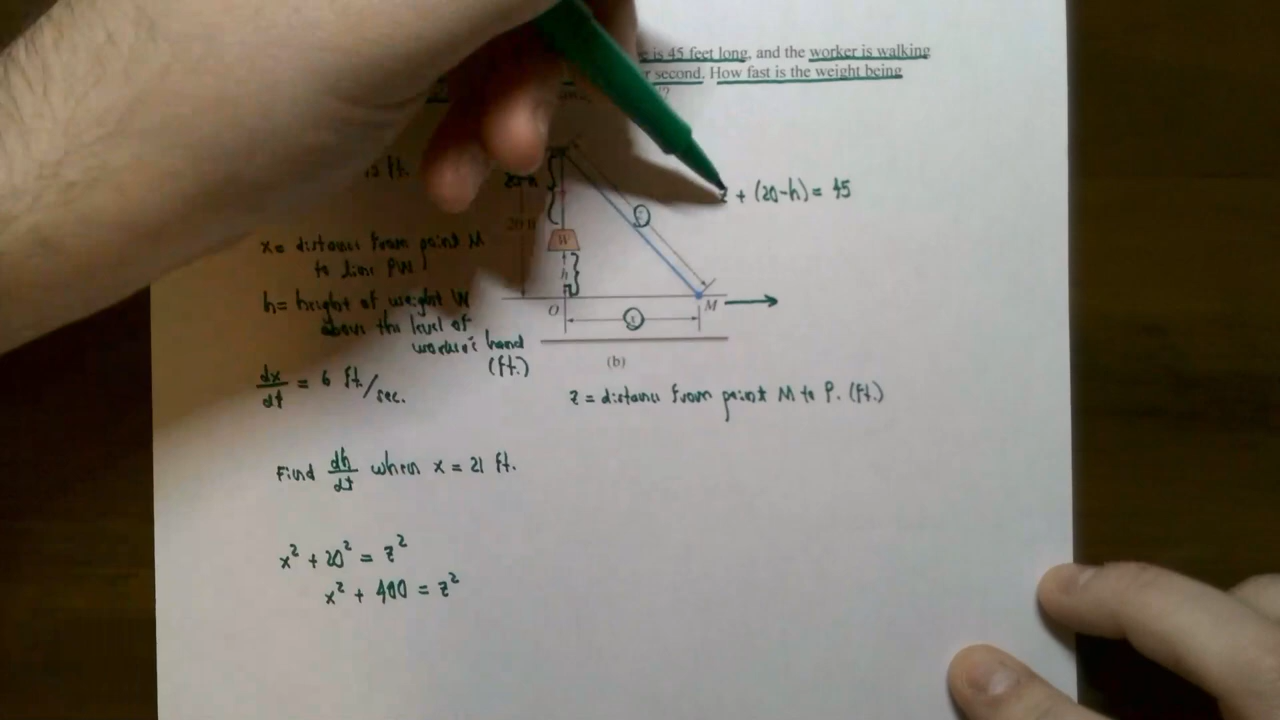 is 45 feet long, and the worker is walking
second. How fast is the weight being
ft.
z + (20-h) = 45
20
W
h
x = distance from point M
to line PW
h = height of weight W
above the level of
worker's hand
(ft.)
O
x
M
(b)
dx/dt = 6 ft/sec.
z = distance from point M to P. (ft.)
Find dh/dt when x = 21 ft.
x² + 20² = z²
x² + 400 = z²